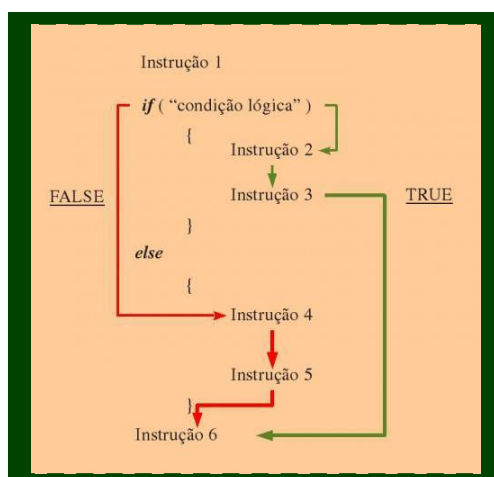 Instrução 1
if ( “condição lógica” )
{
Instrução 2
FALSE
Instrução 3
TRUE
}
else
{
Instrução 4
Instrução 5
}
Instrução 6